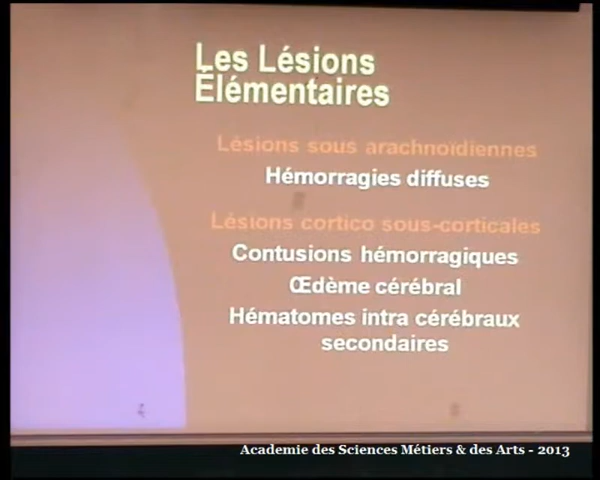 Les Lésions
Élémentaires
Lésions sous arachnoïdiennes
Hémorragies diffuses
Lésions cortico sous-corticales
Contusions hémorragiques
Œdème cérébral
Hématomes intra cérébraux
secondaires
Academie des Sciences Métiers & des Arts - 2013